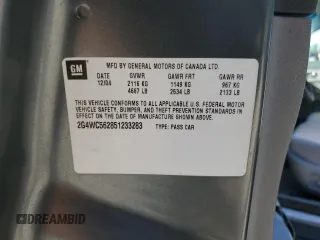 GM
MFD BY GENERAL MOTORS OF CANADA LTD.
DATE GVWR GAWR FRT GAWR RR
12/04 2116 KG 1149 KG 967 KG
4667 LB 2534 LB 2133 LB
THIS VEHICLE CONFORMS TO ALL APPLICABLE U.S. FEDERAL MOTOR
VEHICLE SAFETY, BUMPER, AND THEFT PREVENTION STANDARDS IN
EFFECT ON THE DATE OF MANUFACTURE SHOWN ABOVE.
2G4WC562851233283 TYPE: PASS CAR
DREAMBID